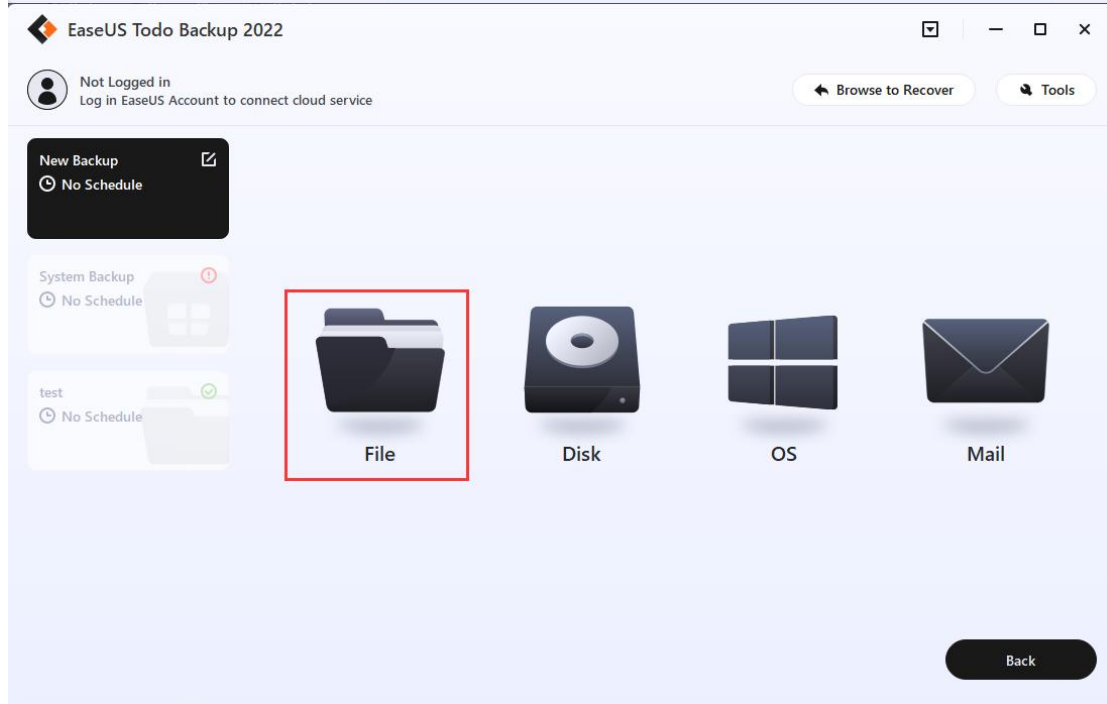 EaseUS Todo Backup 2022
Not Logged in
Log in EaseUS Account to connect cloud service
Browse to Recover
Tools
New Backup
No Schedule
System Backup
No Schedule
test
No Schedule
File
Disk
OS
Mail
Back